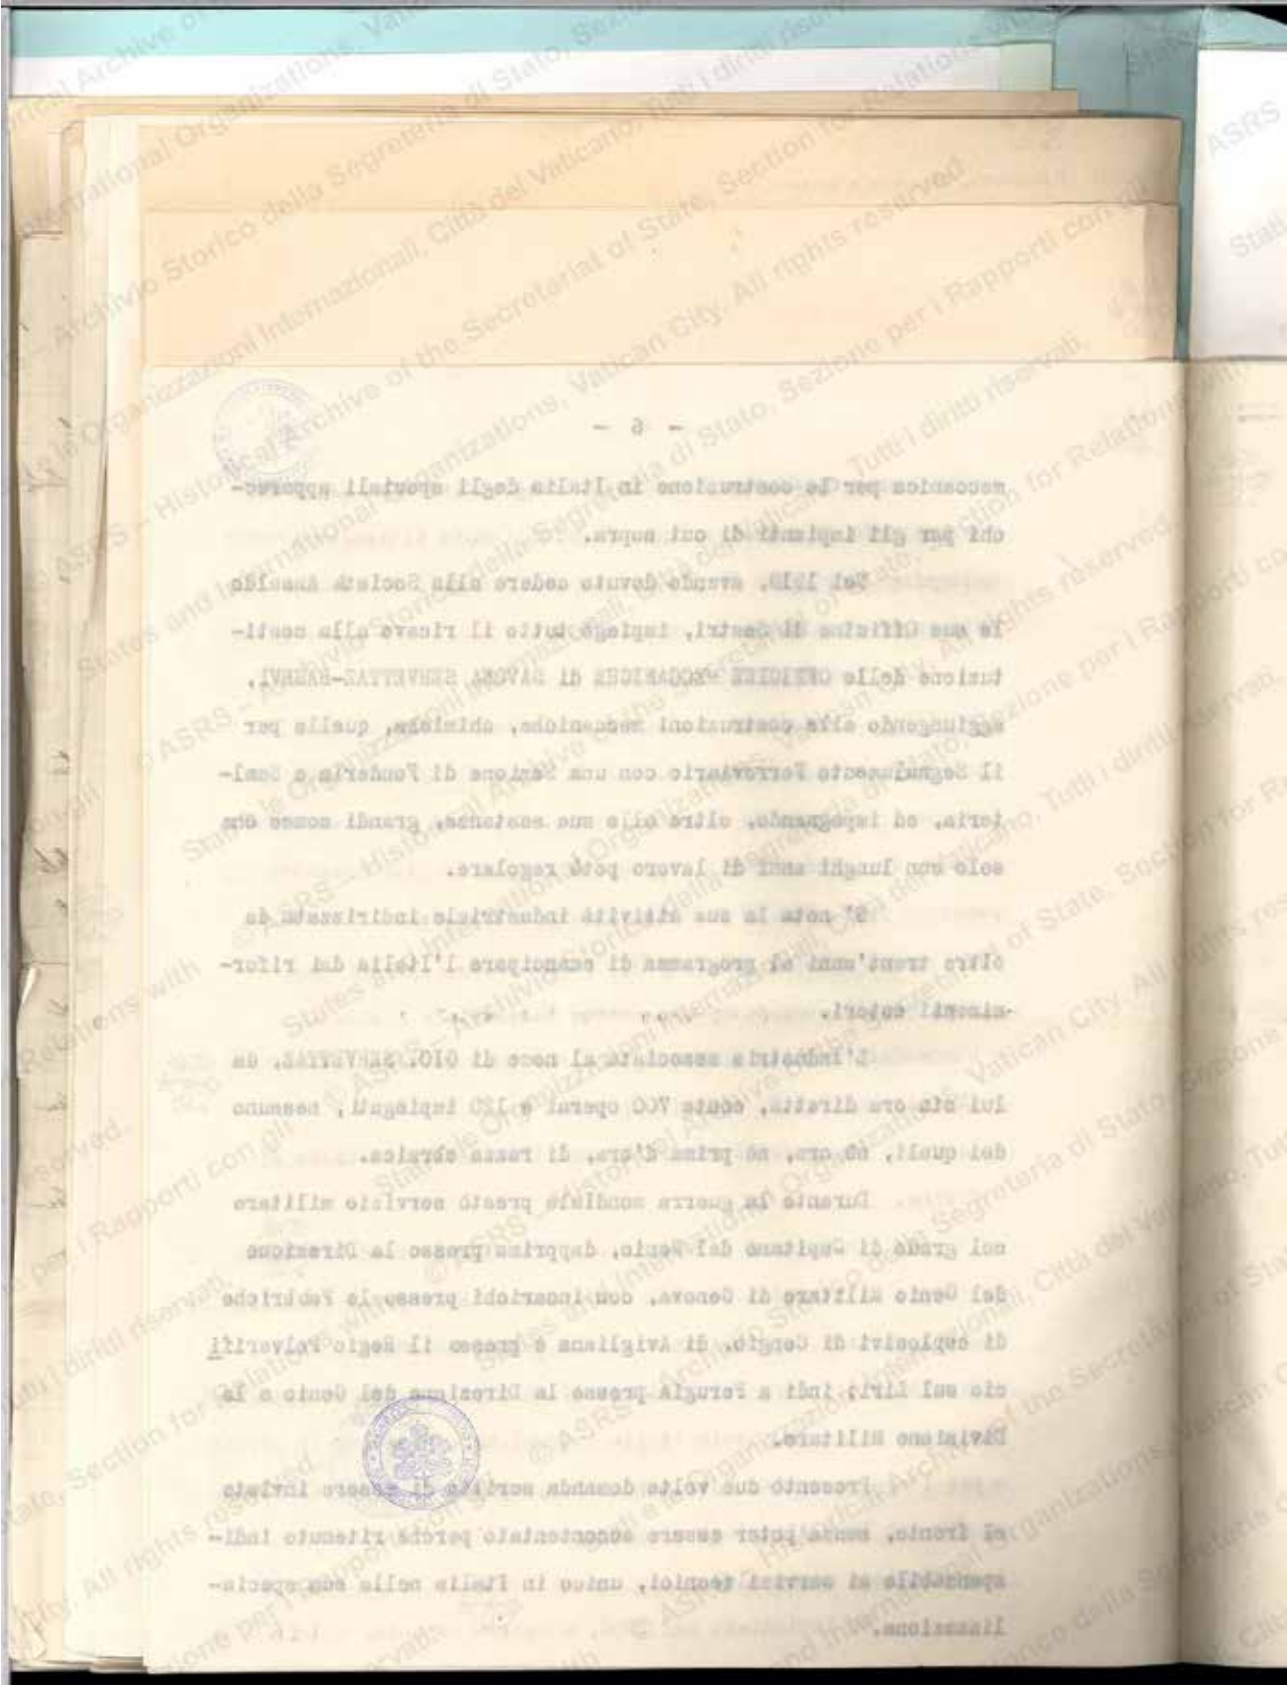 - 6 -
meccanica per le costruzione in Italia degli speciali apparec-
chi per gli impianti di cui sopra.
Nel 1919, avendo dovuto cedere alla Società Ansaldo
le sue Officine di Sestri, impiegò tutto il ricavo alla costi-
tuzione delle OFFICINE MECCANICHE di SAVONA SERVETTAZ-BASEVI,
aggiungendo alle costruzioni meccaniche, chimiche, quelle per
il Segnalamento Ferroviario con una Sezione di Fonderia e Smal-
teria, ed impegnando, oltre alle sue sostanze, grandi somme che
solo con lunghi anni di lavoro potè regolare.
E' nota la sua attività industriale indirizzata da
oltre trent'anni al programma di emancipare l'Italia dai rifor-
nimenti esteri.
L'industria associata al nome di GIO. SERVETTAZ, da
lui sin ora diretta, conta 700 operai e 120 impiegati, nessuno
dei quali, nè ora, nè prima d'ora, di razza ebraica.
Durante la guerra mondiale prestò servizio militare
col grado di Capitano del Genio, dapprima presso la Direzione
del Genio Militare di Genova, con incarichi presso le Fabbriche
di esplosivi di Cengio, di Avigliana e presso il Regio Polverifi
cio sul Liri; indi a Perugia presso la Direzione del Genio e la
Divisione Militare.
Presentò due volte domanda scritta di essere inviato
al fronte, senza poter essere accontentato perchè ritenuto indi-
spensabile ai servizi tecnici, unico in Italia nella sua specia-
lizzazione.